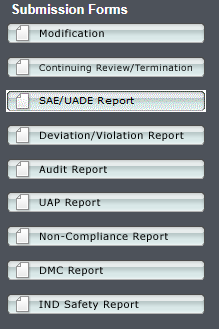 Submission Forms
Modification
Continuing Review/Termination
SAE/UADE Report
Deviation/Violation Report
Audit Report
UAP Report
Non-Compliance Report
DMC Report
IND Safety Report